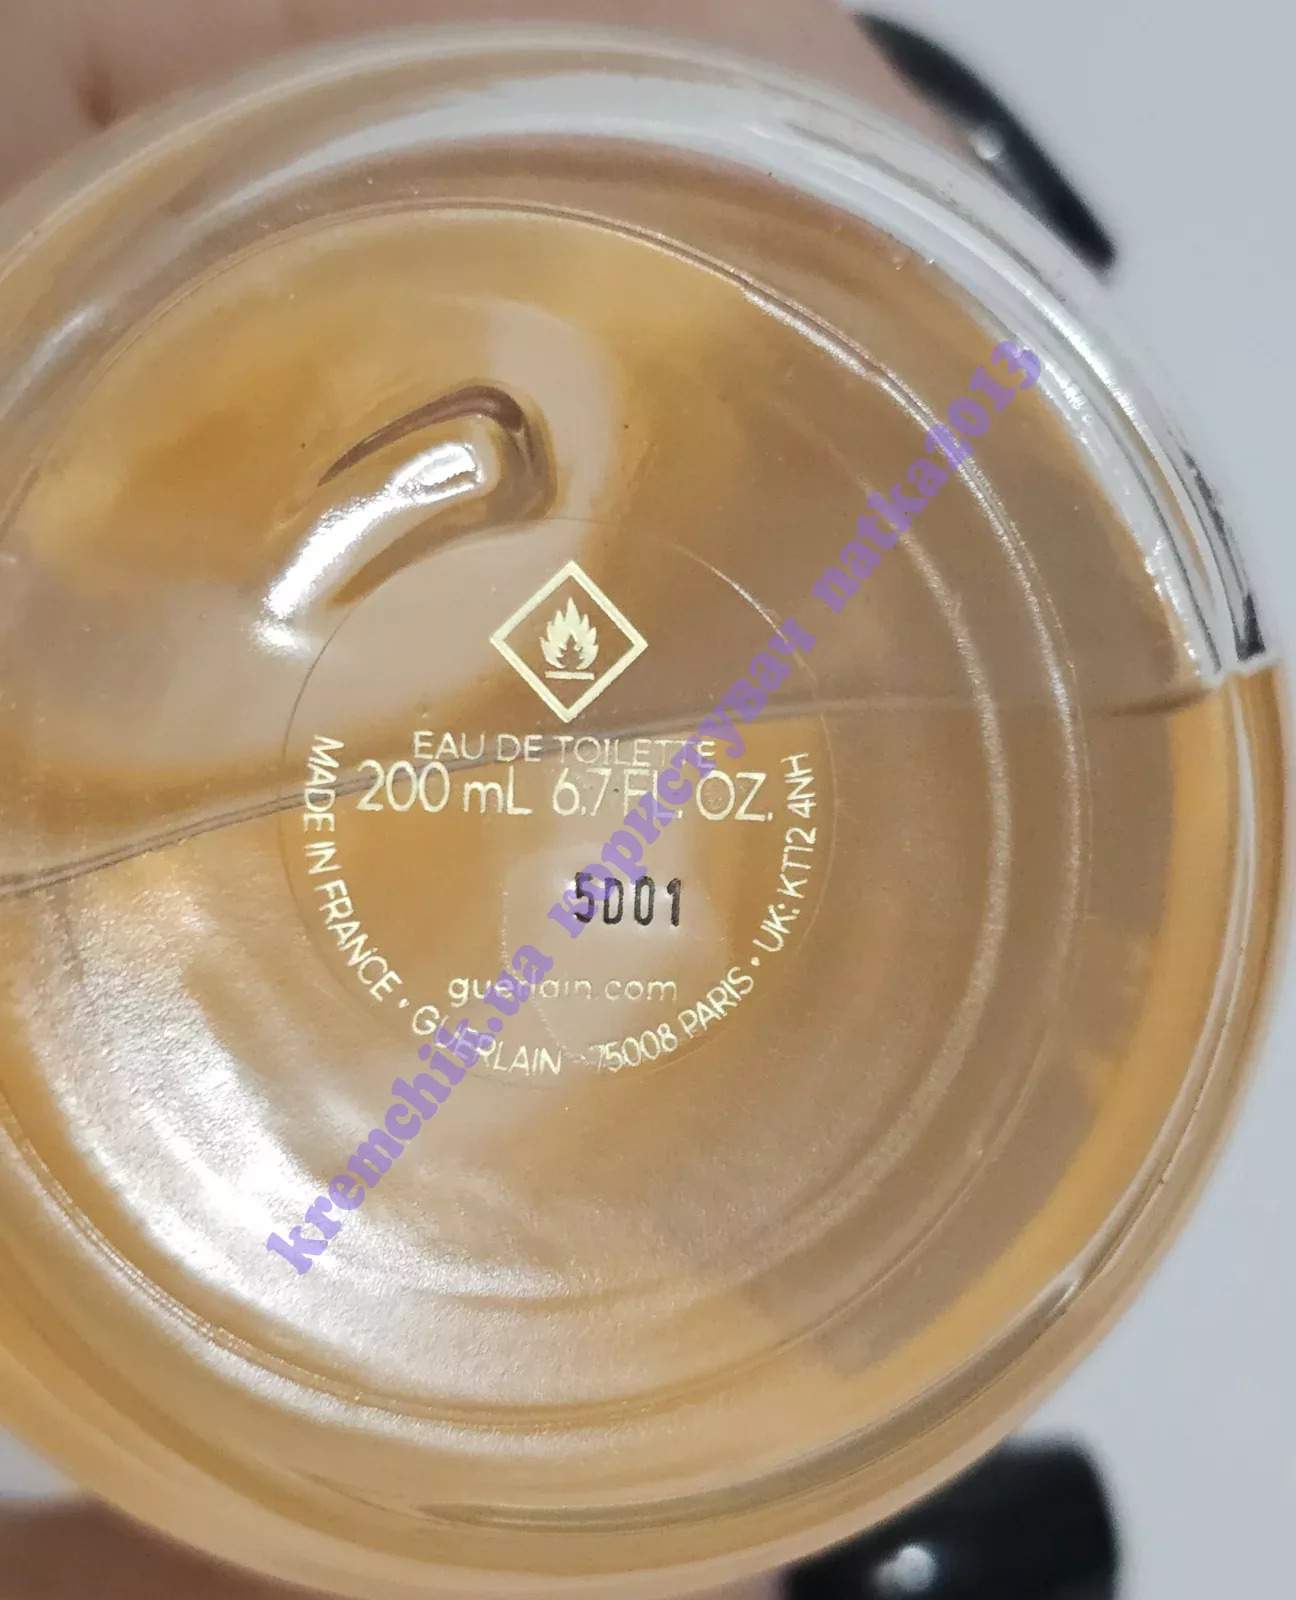 EAU DE TOILETTE
200 mL 6.7 FL. OZ.
5D01
guerlain.com
MADE IN FRANCE • GUERLAIN - 75008 PARIS • UK: KT12 4NH
kremchik.ua користувач natka2013